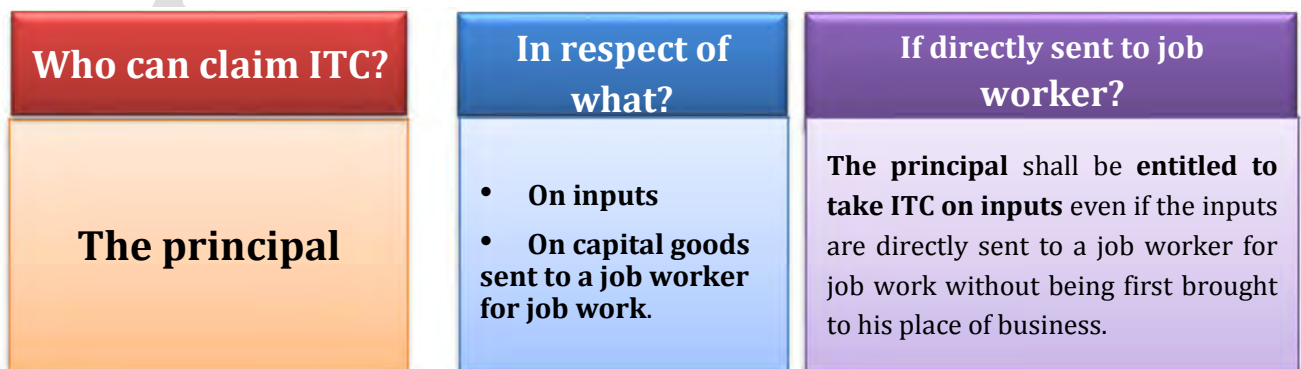 Who can claim ITC?
The principal
In respect of
what?
• On inputs
• On capital goods
sent to a job worker
for job work.
If directly sent to job
worker?
The principal shall be entitled to
take ITC on inputs even if the inputs
are directly sent to a job worker for
job work without being first brought
to his place of business.